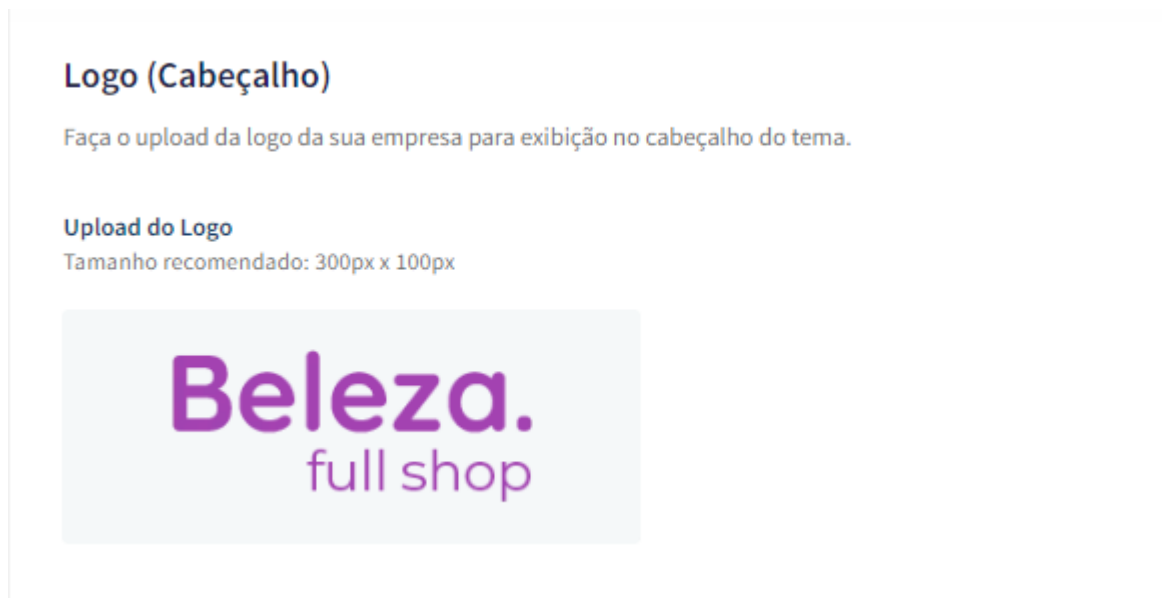 Logo (Cabeçalho)
Faça o upload da logo da sua empresa para exibição no cabeçalho do tema.
Upload do Logo
Tamanho recomendado: 300px x 100px
Beleza.
full shop